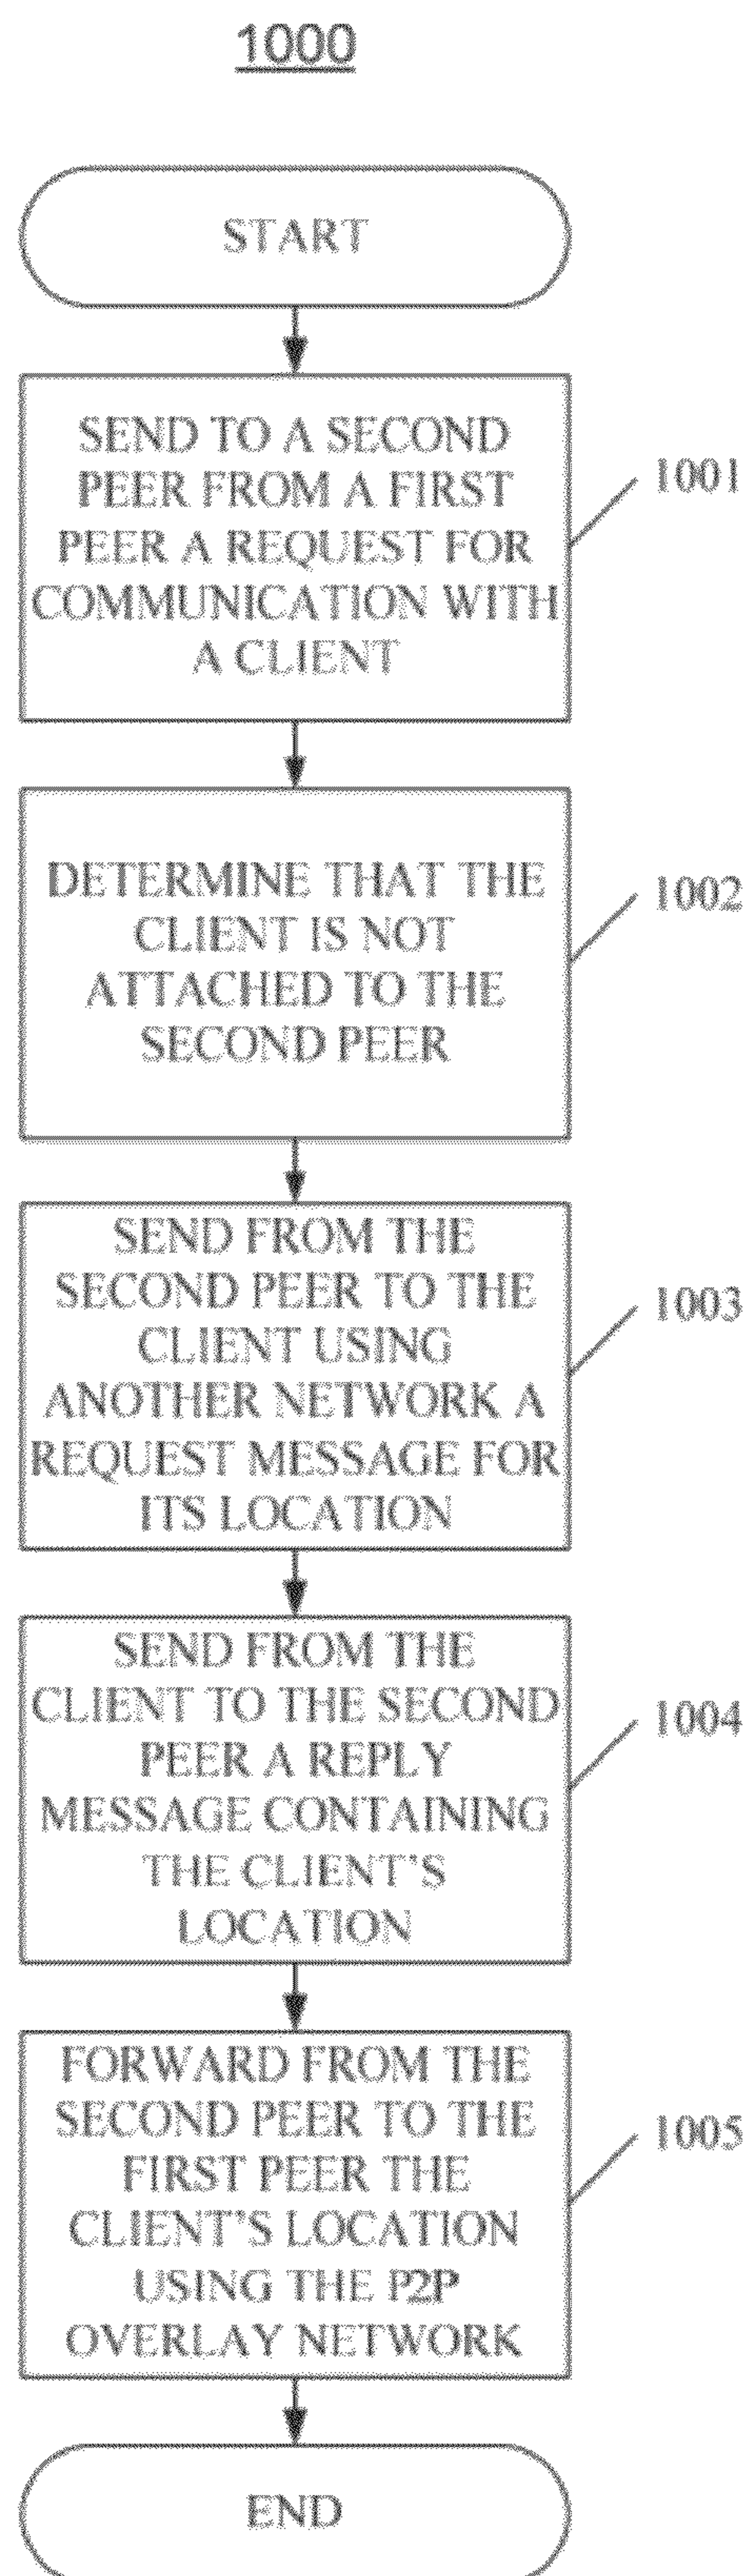 1000
START
SEND TO A SECOND
PEER FROM A FIRST
PEER A REQUEST FOR
COMMUNICATION WITH
A CLIENT
1001
DETERMINE THAT THE
CLIENT IS NOT
ATTACHED TO THE
SECOND PEER
1002
SEND FROM THE
SECOND PEER TO THE
CLIENT USING
ANOTHER NETWORK A
REQUEST MESSAGE FOR
ITS LOCATION
1003
SEND FROM THE
CLIENT TO THE SECOND
PEER A REPLY
MESSAGE CONTAINING
THE CLIENT'S
LOCATION
1004
FORWARD FROM THE
SECOND PEER TO THE
FIRST PEER THE
CLIENT'S LOCATION
USING THE P2P
OVERLAY NETWORK
1005
END